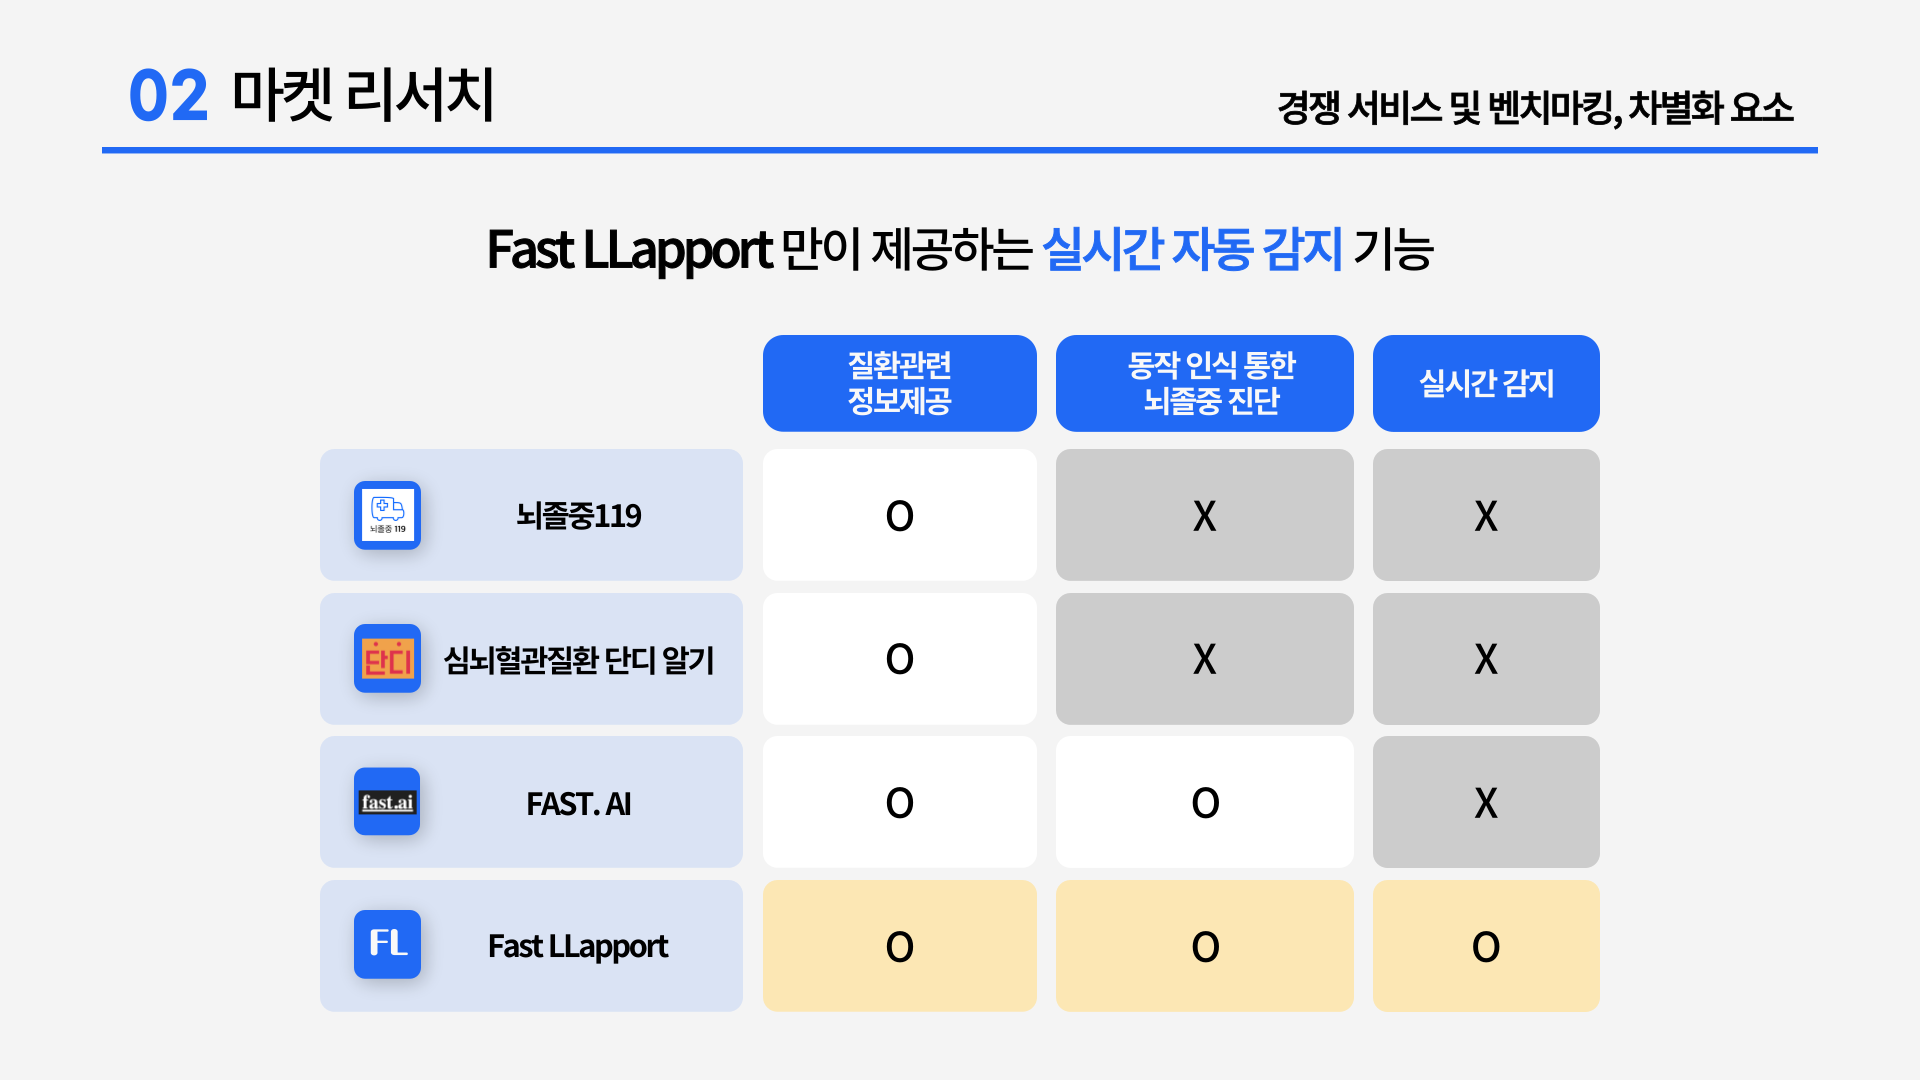 02 마켓 리서치
경쟁 서비스 및 벤치마킹, 차별화 요소
Fast LLapport 만이 제공하는 실시간 자동 감지 기능
질환관련
정보제공
동작 인식 통한
뇌졸중 진단
실시간 감지
뇌졸중 119
뇌졸중119
O
X
X
단디
심뇌혈관질환 단디 알기
O
X
X
fast.ai
FAST. AI
O
O
X
FL
Fast LLapport
O
O
O